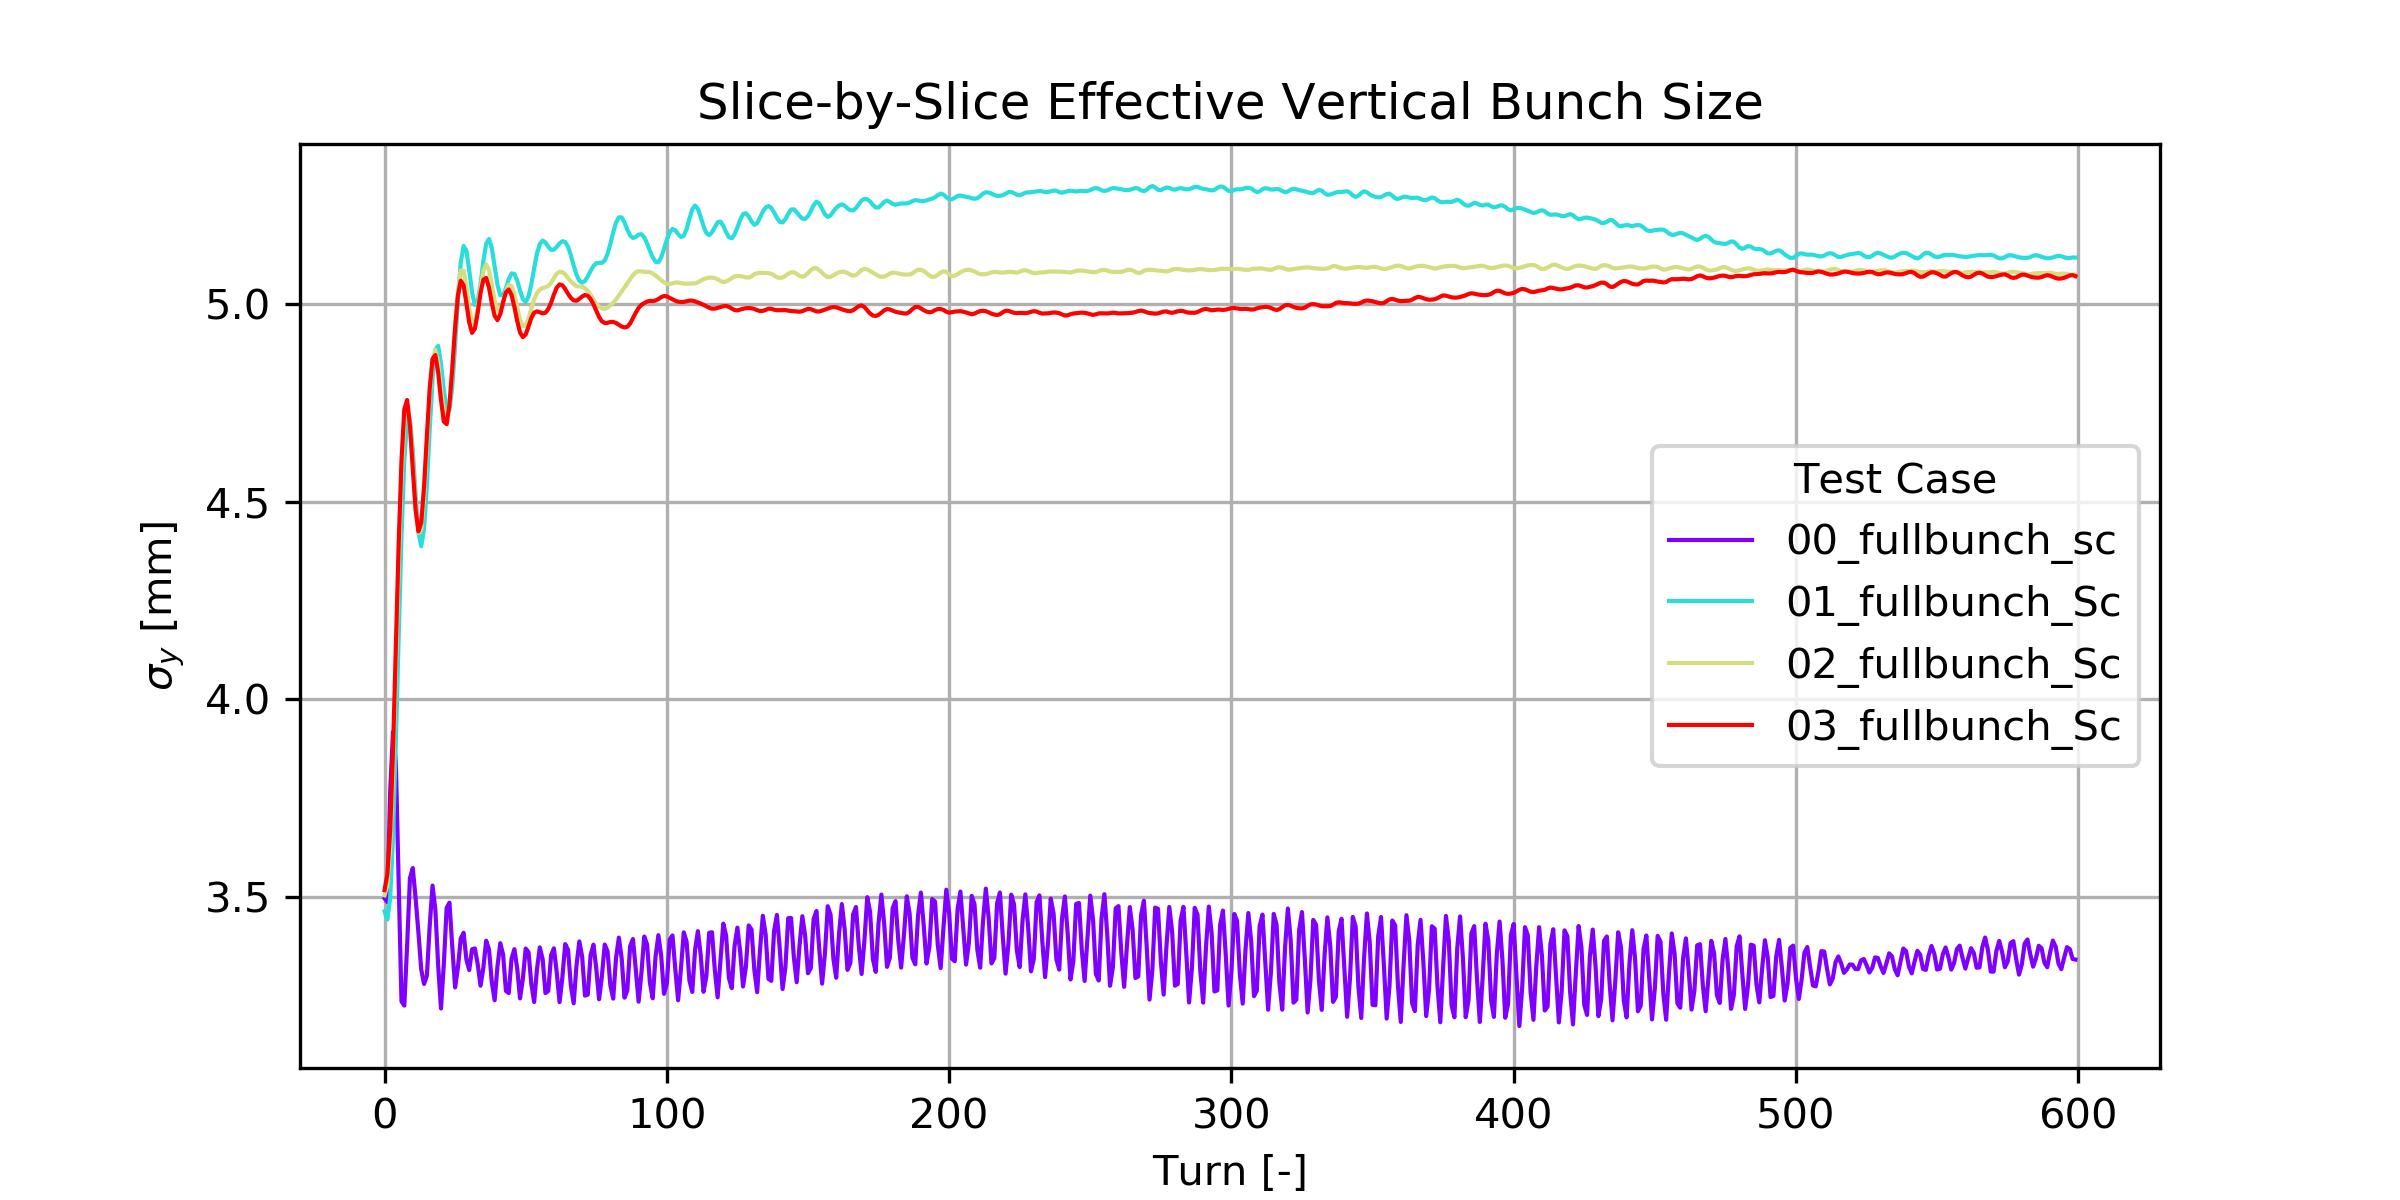 Slice-by-Slice Effective Vertical Bunch Size
σy [mm]
5.0
4.5
4.0
3.5
Test Case
00_fullbunch_sc
01_fullbunch_Sc
02_fullbunch_Sc
03_fullbunch_Sc
0 100 200 300 400 500 600
Turn [-]